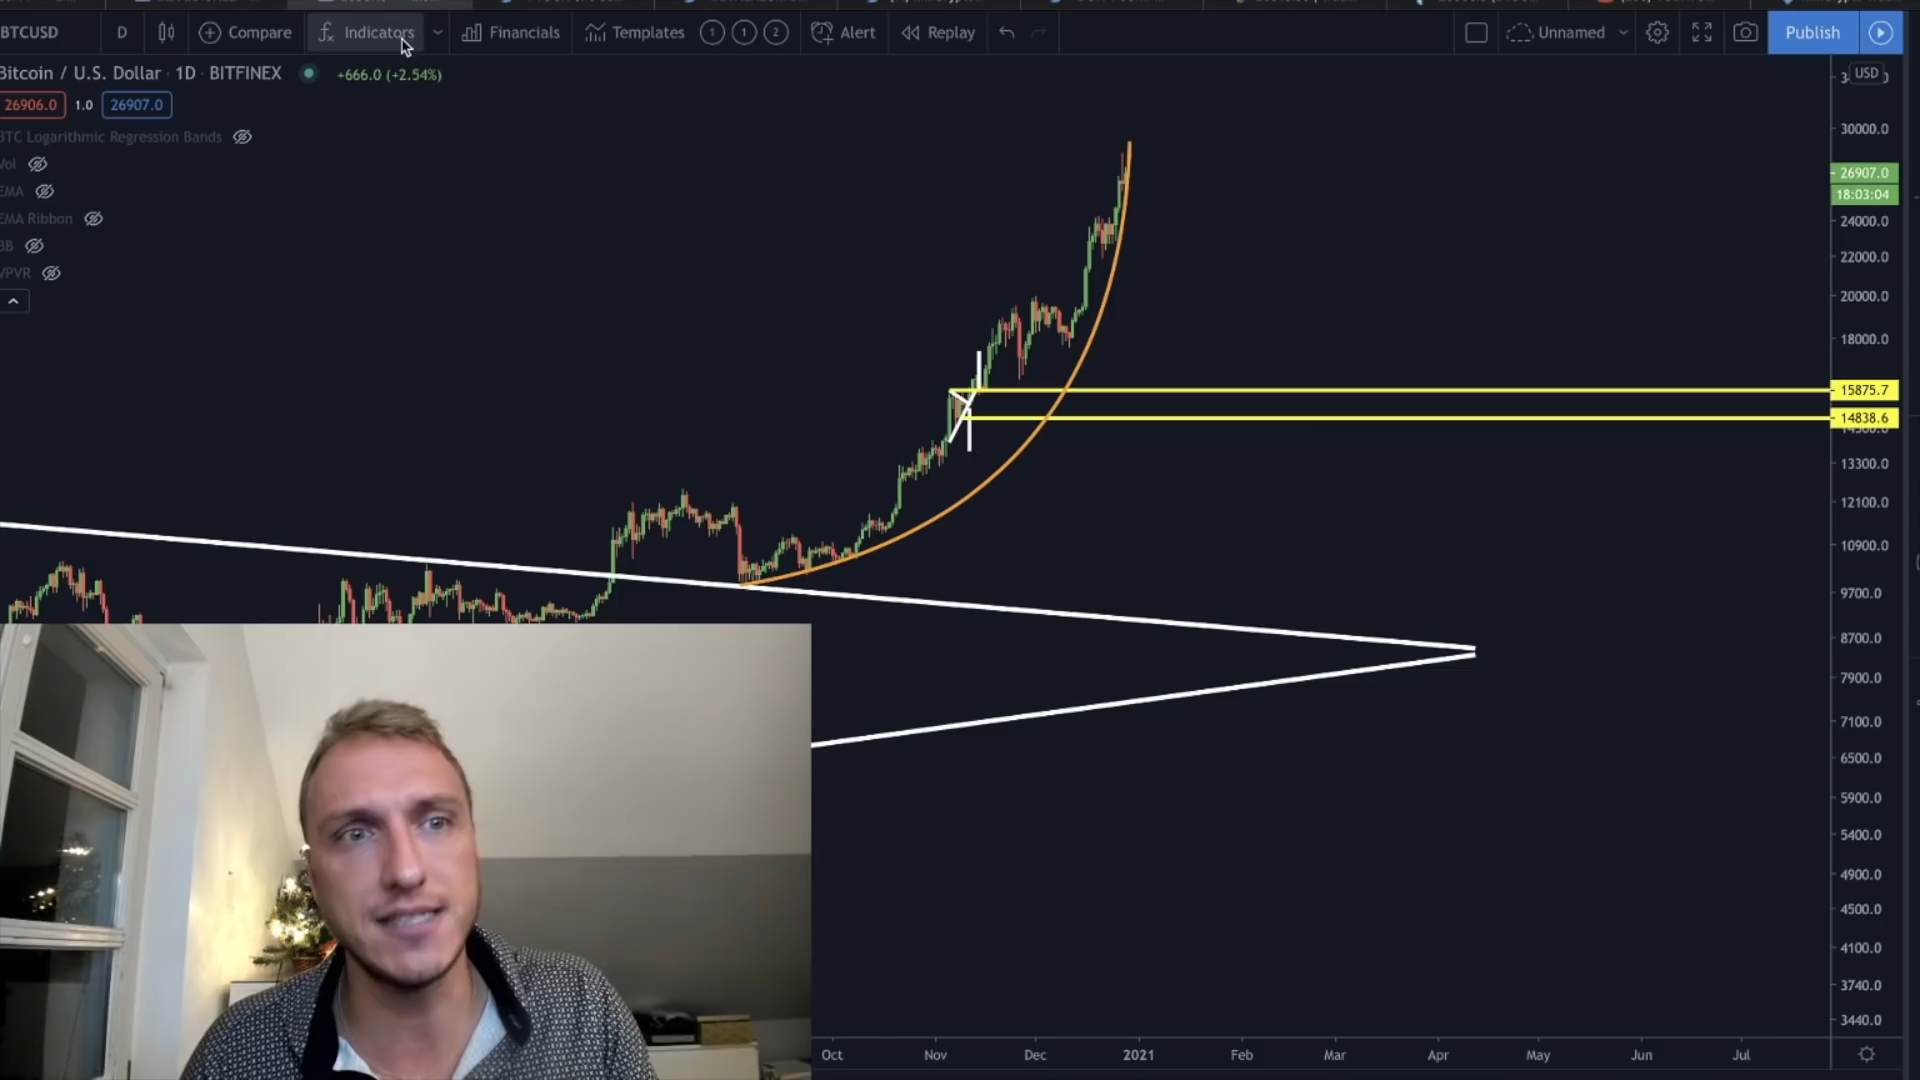 BTCUSD D Compare Indicators Financials Templates 1 1 2 Alert Replay Unnamed Publish
Bitcoin / U.S. Dollar · 1D · BITFINEX +666.0 (+2.54%)
26906.0 1.0 26907.0
BTC Logarithmic Regression Bands
Vol
EMA
EMA Ribbon
BB
VPVR
USD
30000.0
26907.0
18:03:04
24000.0
22000.0
20000.0
18000.0
15875.7
14838.6
13300.0
12100.0
10900.0
9700.0
8700.0
7900.0
7100.0
6500.0
5900.0
5400.0
4900.0
4500.0
4100.0
3740.0
3440.0
Oct Nov Dec 2021 Feb Mar Apr May Jun Jul